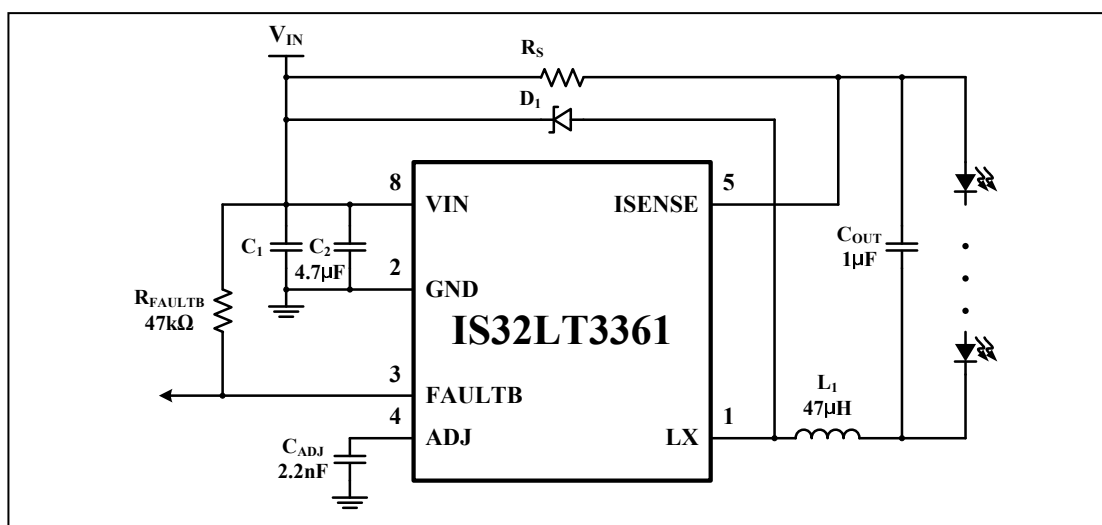 VIN
RS
D1
8
VIN
ISENSE
5
C1
C2
4.7µF
2
GND
COUT
1µF
RFAULTB
47kΩ
IS32LT3361
3
FAULTB
4
ADJ
CADJ
2.2nF
LX
1
L1
47µH